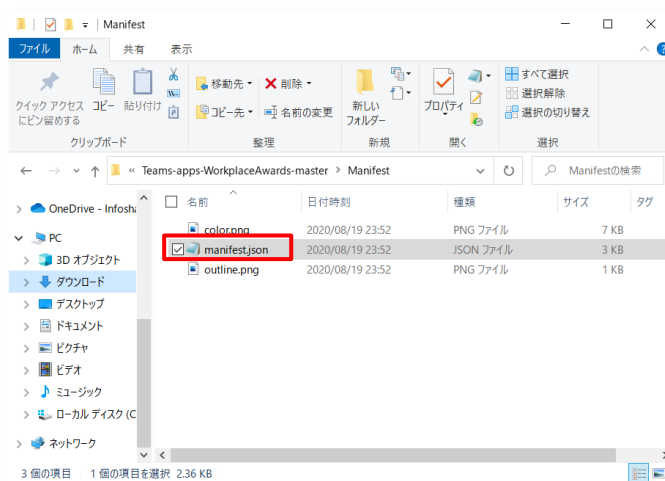 Manifest
ファイル ホーム 共有 表示
クイック アクセス
にピン留めする
コピー
貼り付け
移動先
コピー先
削除
名前の変更
新しい
フォルダー
プロパティ
すべて選択
選択解除
選択の切り替え
クリップボード 整理 新規 開く 選択
« Teams-apps-WorkplaceAwards-master > Manifest
Manifestの検索
名前 日付時刻 種類 サイズ タグ
color.png 2020/08/19 23:52 PNG ファイル 7 KB
manifest.json 2020/08/19 23:52 JSON ファイル 3 KB
outline.png 2020/08/19 23:52 PNG ファイル 1 KB
OneDrive - Infosh
PC
3D オブジェクト
ダウンロード
デスクトップ
ドキュメント
ピクチャ
ビデオ
ミュージック
ローカル ディスク (C
ネットワーク
3 個の項目 1 個の項目を選択 2.36 KB